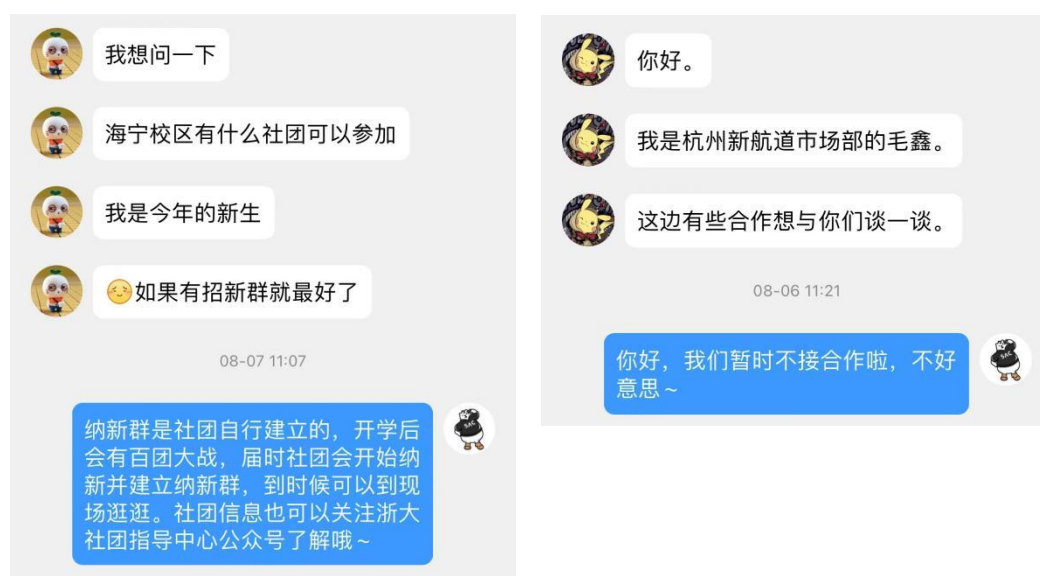 我想问一下
海宁校区有什么社团可以参加
我是今年的新生
😌如果有招新群就最好了
08-07 11:07
纳新群是社团自行建立的，开学后
会有百团大战，届时社团会开始纳
新并建立纳新群，到时候可以到现
场逛逛。社团信息也可以关注浙大
社团指导中心公众号了解哦～
SAC
你好。
我是杭州新航道市场部的毛鑫。
这边有些合作想与你们谈一谈。
08-06 11:21
你好，我们暂时不接合作啦，不好
意思～
SAC